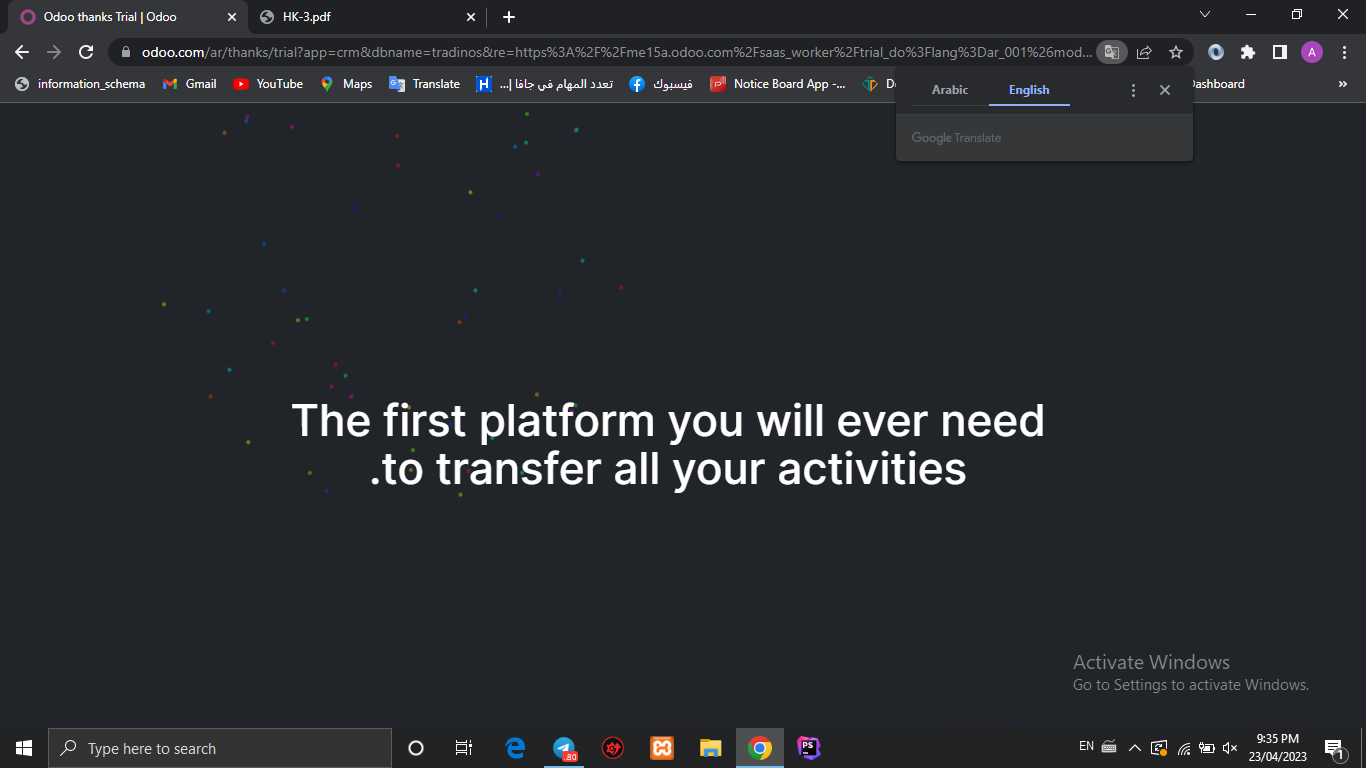 Odoo thanks Trial | Odoo
HK-3.pdf
odoo.com/ar/thanks/trial?app=crm&dbname=tradinos&re=https%3A%2F%2Fme15a.odoo.com%2Fsaas_worker%2Ftrial_do%3Flang%3Dar_001%26mod...
A
information_schema
Gmail
YouTube
Maps
Translate
H
تعدد المهام في جافا |...
فيسبوك
Notice Board App -...
Dashboard
»
Arabic
English
Google Translate
The first platform you will ever need
.to transfer all your activities
Activate Windows
Go to Settings to activate Windows.
Type here to search
.80
PS
EN
9:35 PM
23/04/2023
1